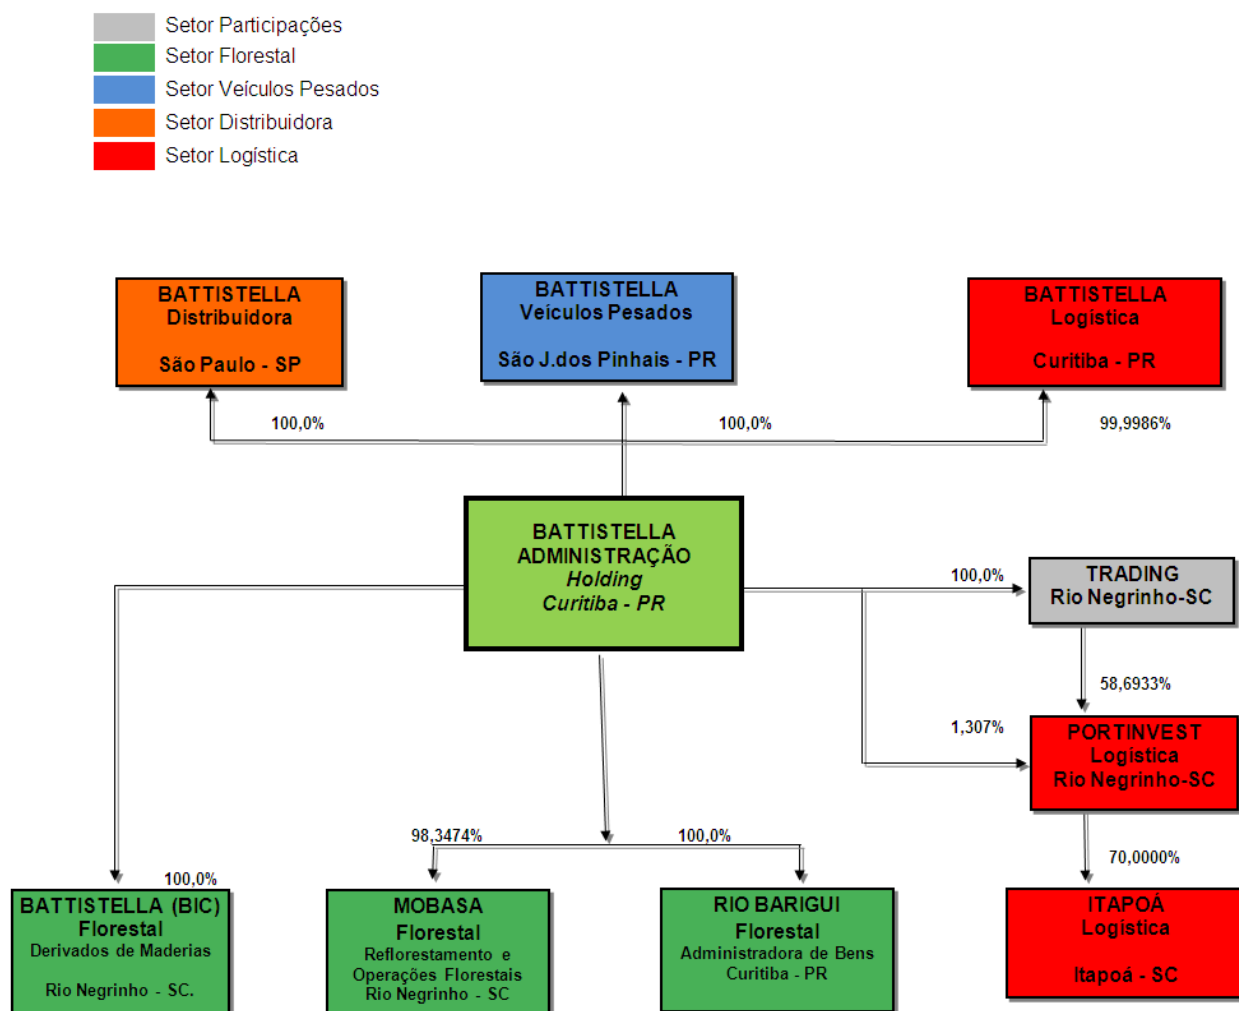 Setor Participações
Setor Florestal
Setor Veículos Pesados
Setor Distribuidora
Setor Logística
BATTISTELLA
Distribuidora
São Paulo - SP
BATTISTELLA
Veículos Pesados
São J.dos Pinhais - PR
BATTISTELLA
Logística
Curitiba - PR
100,0%
100,0%
99,9986%
BATTISTELLA
ADMINISTRAÇÃO
Holding
Curitiba - PR
100,0%
TRADING
Rio Negrinho-SC
58,6933%
1,307%
PORTINVEST
Logística
Rio Negrinho-SC
98,3474%
100,0%
70,0000%
100,0%
BATTISTELLA (BIC)
Florestal
Derivados de Maderias
Rio Negrinho - SC.
MOBASA
Florestal
Reflorestamento e
Operações Florestais
Rio Negrinho - SC
RIO BARIGUI
Florestal
Administradora de Bens
Curitiba - PR
ITAPOÁ
Logística
Itapoá - SC